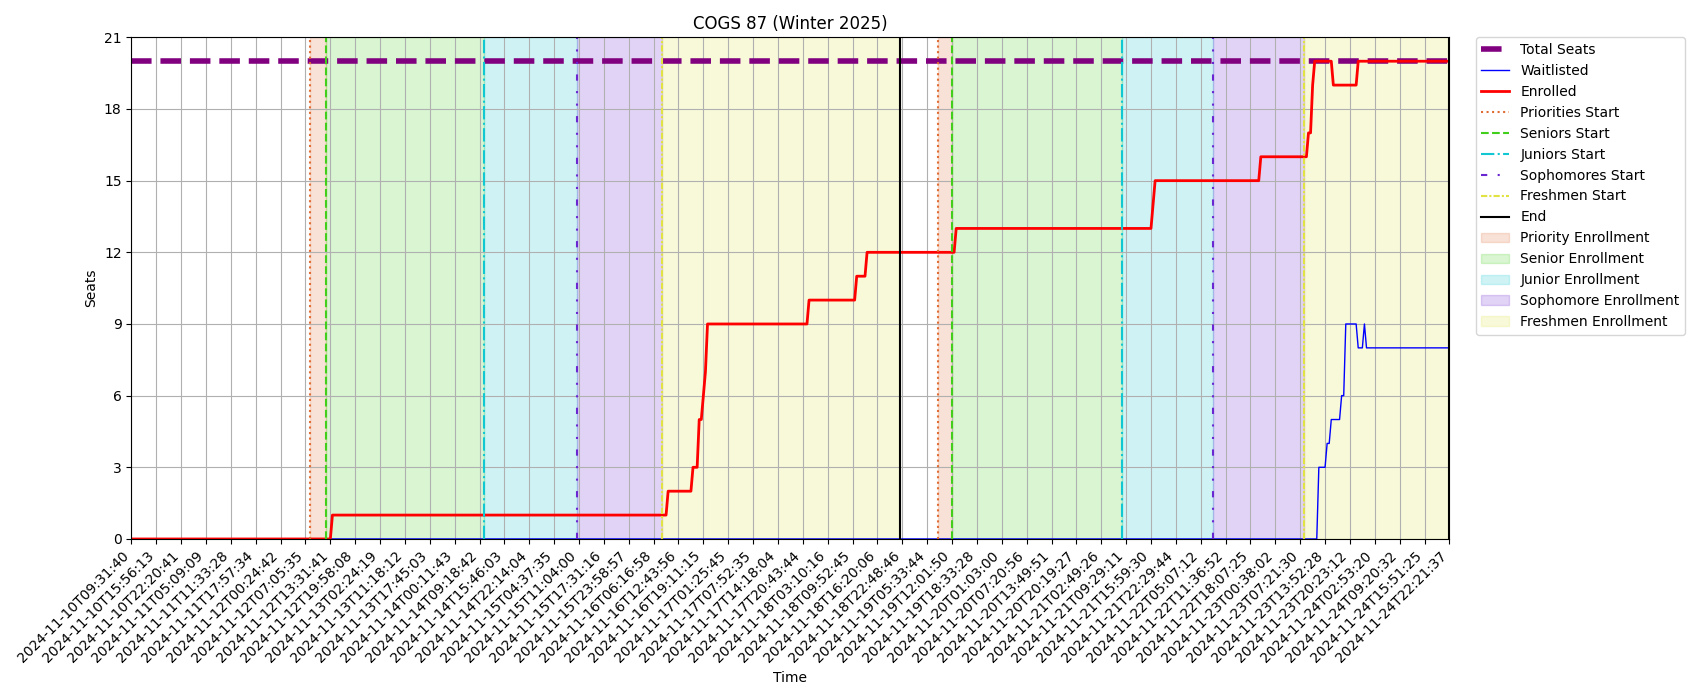 COGS 87 (Winter 2025)
21
18
15
12
9
6
3
0
Seats
2024-11-10T09:31:40
2024-11-10T15:56:13
2024-11-10T22:20:41
2024-11-11T05:09:09
2024-11-11T11:33:28
2024-11-11T17:57:34
2024-11-12T00:24:42
2024-11-12T07:05:35
2024-11-12T13:31:41
2024-11-12T19:58:08
2024-11-13T02:24:19
2024-11-13T11:18:12
2024-11-13T17:45:03
2024-11-14T00:11:43
2024-11-14T09:18:42
2024-11-14T15:46:03
2024-11-14T22:14:04
2024-11-15T04:37:35
2024-11-15T11:04:00
2024-11-15T17:31:16
2024-11-15T23:58:57
2024-11-16T06:16:58
2024-11-16T12:43:56
2024-11-16T19:11:15
2024-11-17T01:25:45
2024-11-17T07:52:35
2024-11-17T14:18:04
2024-11-17T20:43:44
2024-11-18T03:10:16
2024-11-18T09:52:45
2024-11-18T16:20:06
2024-11-18T22:48:46
2024-11-19T05:33:44
2024-11-19T12:01:50
2024-11-19T18:33:28
2024-11-20T01:03:00
2024-11-20T07:20:56
2024-11-20T13:49:51
2024-11-20T20:19:27
2024-11-21T02:49:26
2024-11-21T09:29:11
2024-11-21T15:59:30
2024-11-21T22:29:44
2024-11-22T05:07:12
2024-11-22T11:36:52
2024-11-22T18:07:25
2024-11-23T00:38:02
2024-11-23T07:21:30
2024-11-23T13:52:28
2024-11-23T20:23:12
2024-11-24T02:53:20
2024-11-24T09:20:32
2024-11-24T15:51:25
2024-11-24T22:21:37
Time
Total Seats
Waitlisted
Enrolled
Priorities Start
Seniors Start
Juniors Start
Sophomores Start
Freshmen Start
End
Priority Enrollment
Senior Enrollment
Junior Enrollment
Sophomore Enrollment
Freshmen Enrollment